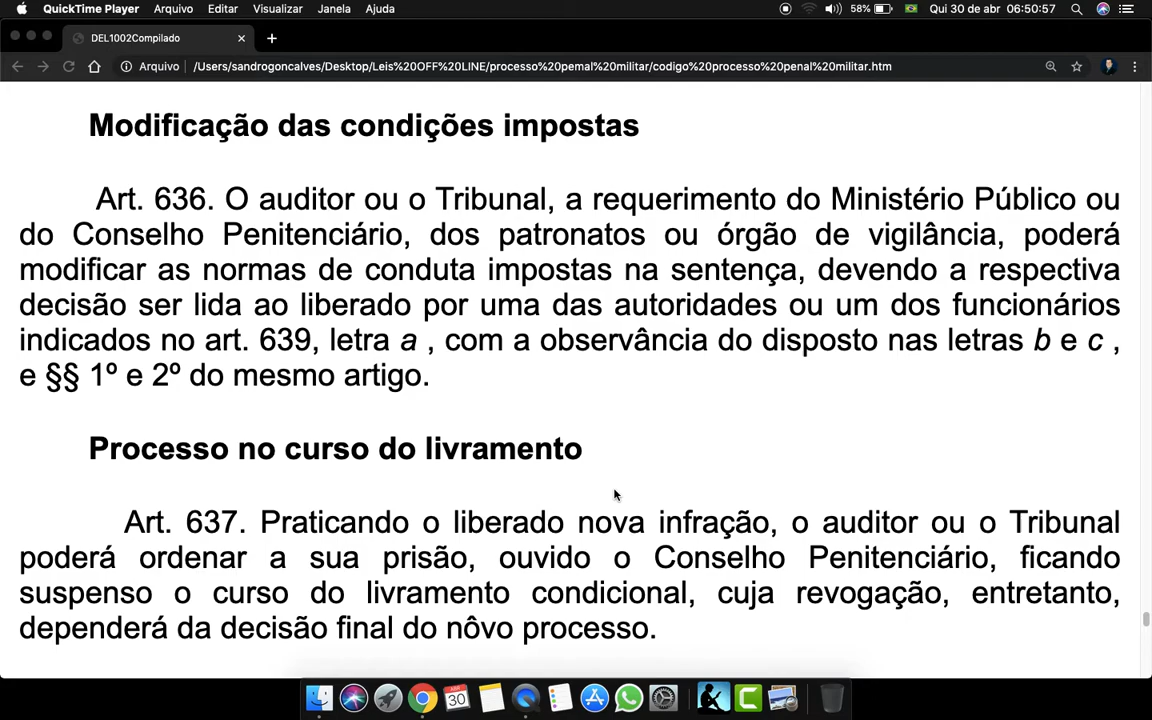 QuickTime Player Arquivo Editar Visualizar Janela Ajuda 58% Qui 30 de abr 06:50:57
DEL1002Compilado
Arquivo /Users/sandrogoncalves/Desktop/Leis%20OFF%20LINE/processo%20pemal%20militar/codigo%20processo%20penal%20militar.htm
Modificação das condições impostas
Art. 636. O auditor ou o Tribunal, a requerimento do Ministério Público ou
do Conselho Penitenciário, dos patronatos ou órgão de vigilância, poderá
modificar as normas de conduta impostas na sentença, devendo a respectiva
decisão ser lida ao liberado por uma das autoridades ou um dos funcionários
indicados no art. 639, letra a , com a observância do disposto nas letras b e c ,
e §§ 1º e 2º do mesmo artigo.
Processo no curso do livramento
Art. 637. Praticando o liberado nova infração, o auditor ou o Tribunal
poderá ordenar a sua prisão, ouvido o Conselho Penitenciário, ficando
suspenso o curso do livramento condicional, cuja revogação, entretanto,
dependerá da decisão final do nôvo processo.
ABR
30